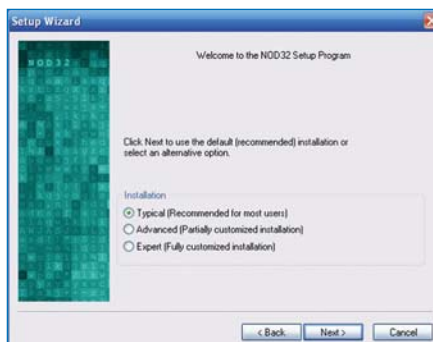 Setup Wizard
NOD32
Welcome to the NOD32 Setup Program
Click Next to use the default (recommended) installation or
select an alternative option.
Installation
Typical (Recommended for most users)
Advanced (Partially customized installation)
Expert (Fully customized installation)
< Back Next > Cancel